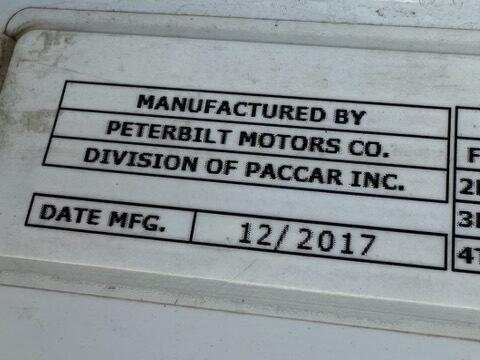 MANUFACTURED BY
PETERBILT MOTORS CO.
DIVISION OF PACCAR INC.
DATE MFG. 12/2017